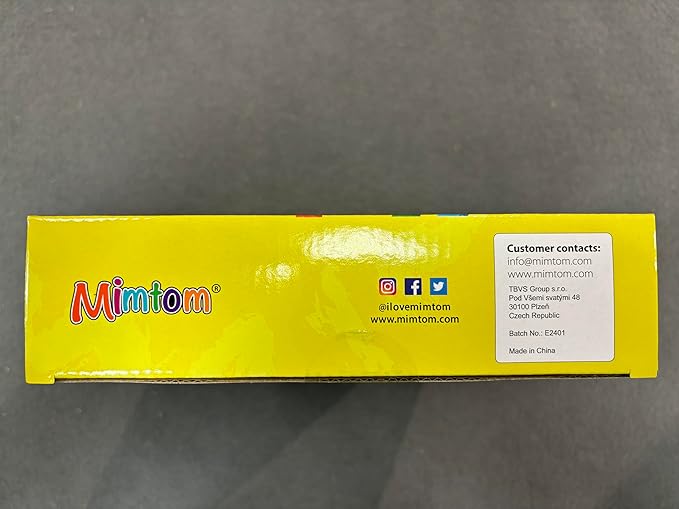 Mimtom®
@ilovemimtom
www.mimtom.com
Customer contacts:
info@mimtom.com
www.mimtom.com
TBVS Group s.r.o.
Pod Všemi svatými 48
30100 Plzeň
Czech Republic
Batch No.: E2401
Made in China